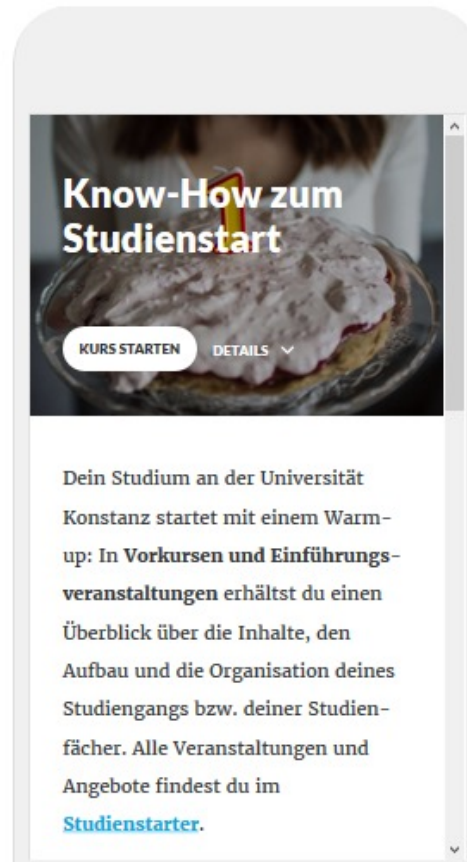 Know-How zum
Studienstart
KURS STARTEN DETAILS
Dein Studium an der Universität
Konstanz startet mit einem Warm-
up: In Vorkursen und Einführungs-
veranstaltungen erhältst du einen
Überblick über die Inhalte, den
Aufbau und die Organisation deines
Studiengangs bzw. deiner Studien-
fächer. Alle Veranstaltungen und
Angebote findest du im
Studienstarter.